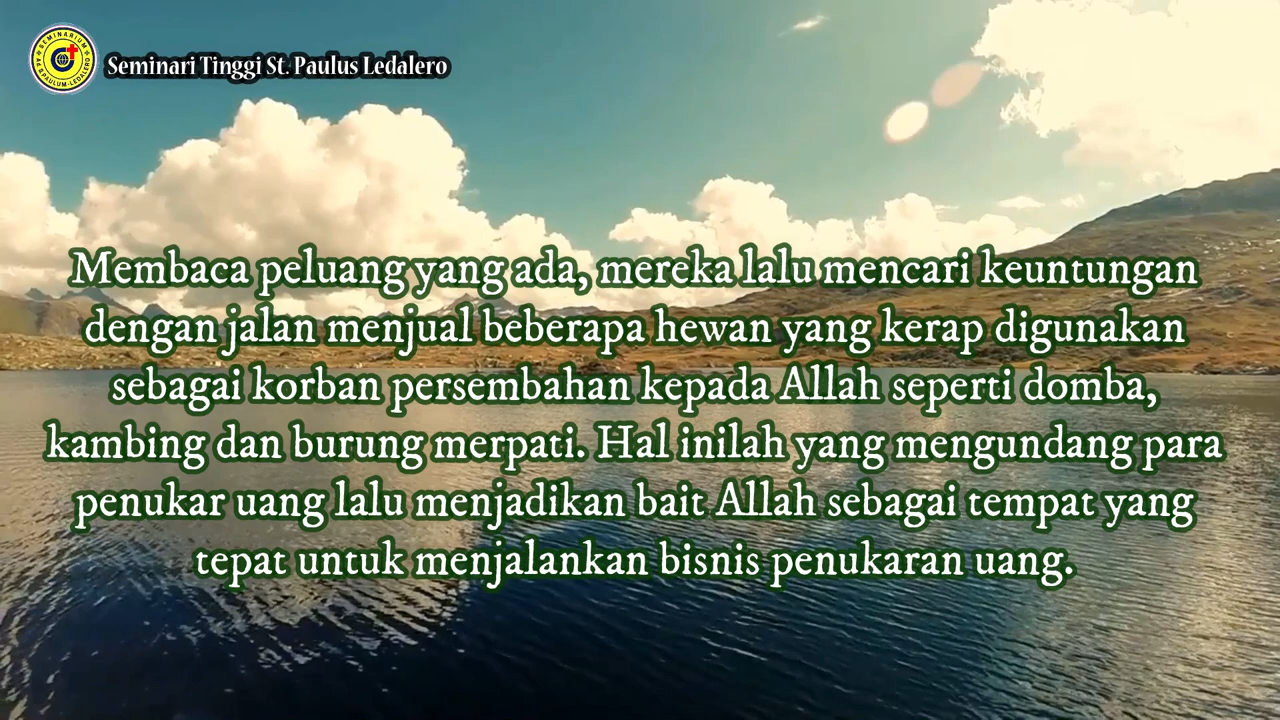 SEMINARIUM
Seminari Tinggi St. Paulus Ledalero
Membaca peluang yang ada, mereka lalu mencari keuntungan
dengan jalan menjual beberapa hewan yang kerap digunakan
sebagai korban persembahan kepada Allah seperti domba,
kambing dan burung merpati. Hal inilah yang mengundang para
penukar uang lalu menjadikan bait Allah sebagai tempat yang
tepat untuk menjalankan bisnis penukaran uang.